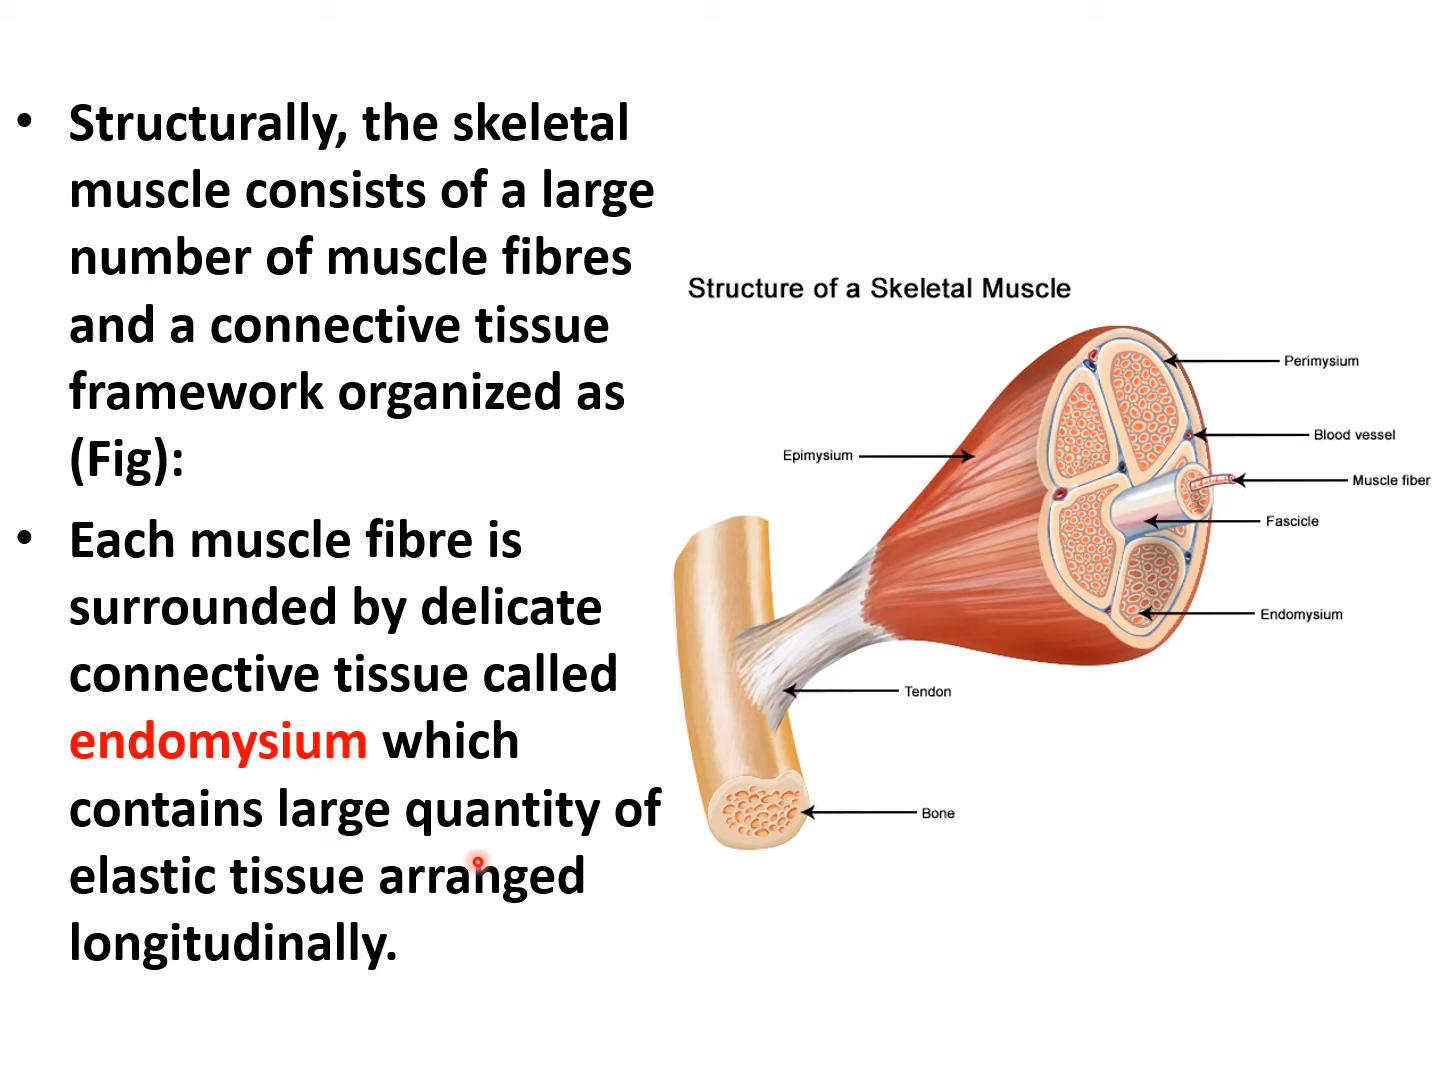 • Structurally, the skeletal
muscle consists of a large
number of muscle fibres
and a connective tissue
framework organized as
(Fig):
• Each muscle fibre is
surrounded by delicate
connective tissue called
endomysium which
contains large quantity of
elastic tissue arranged
longitudinally.
Structure of a Skeletal Muscle
Perimysium
Blood vessel
Epimysium
Muscle fiber
Fascicle
Endomysium
Tendon
Bone